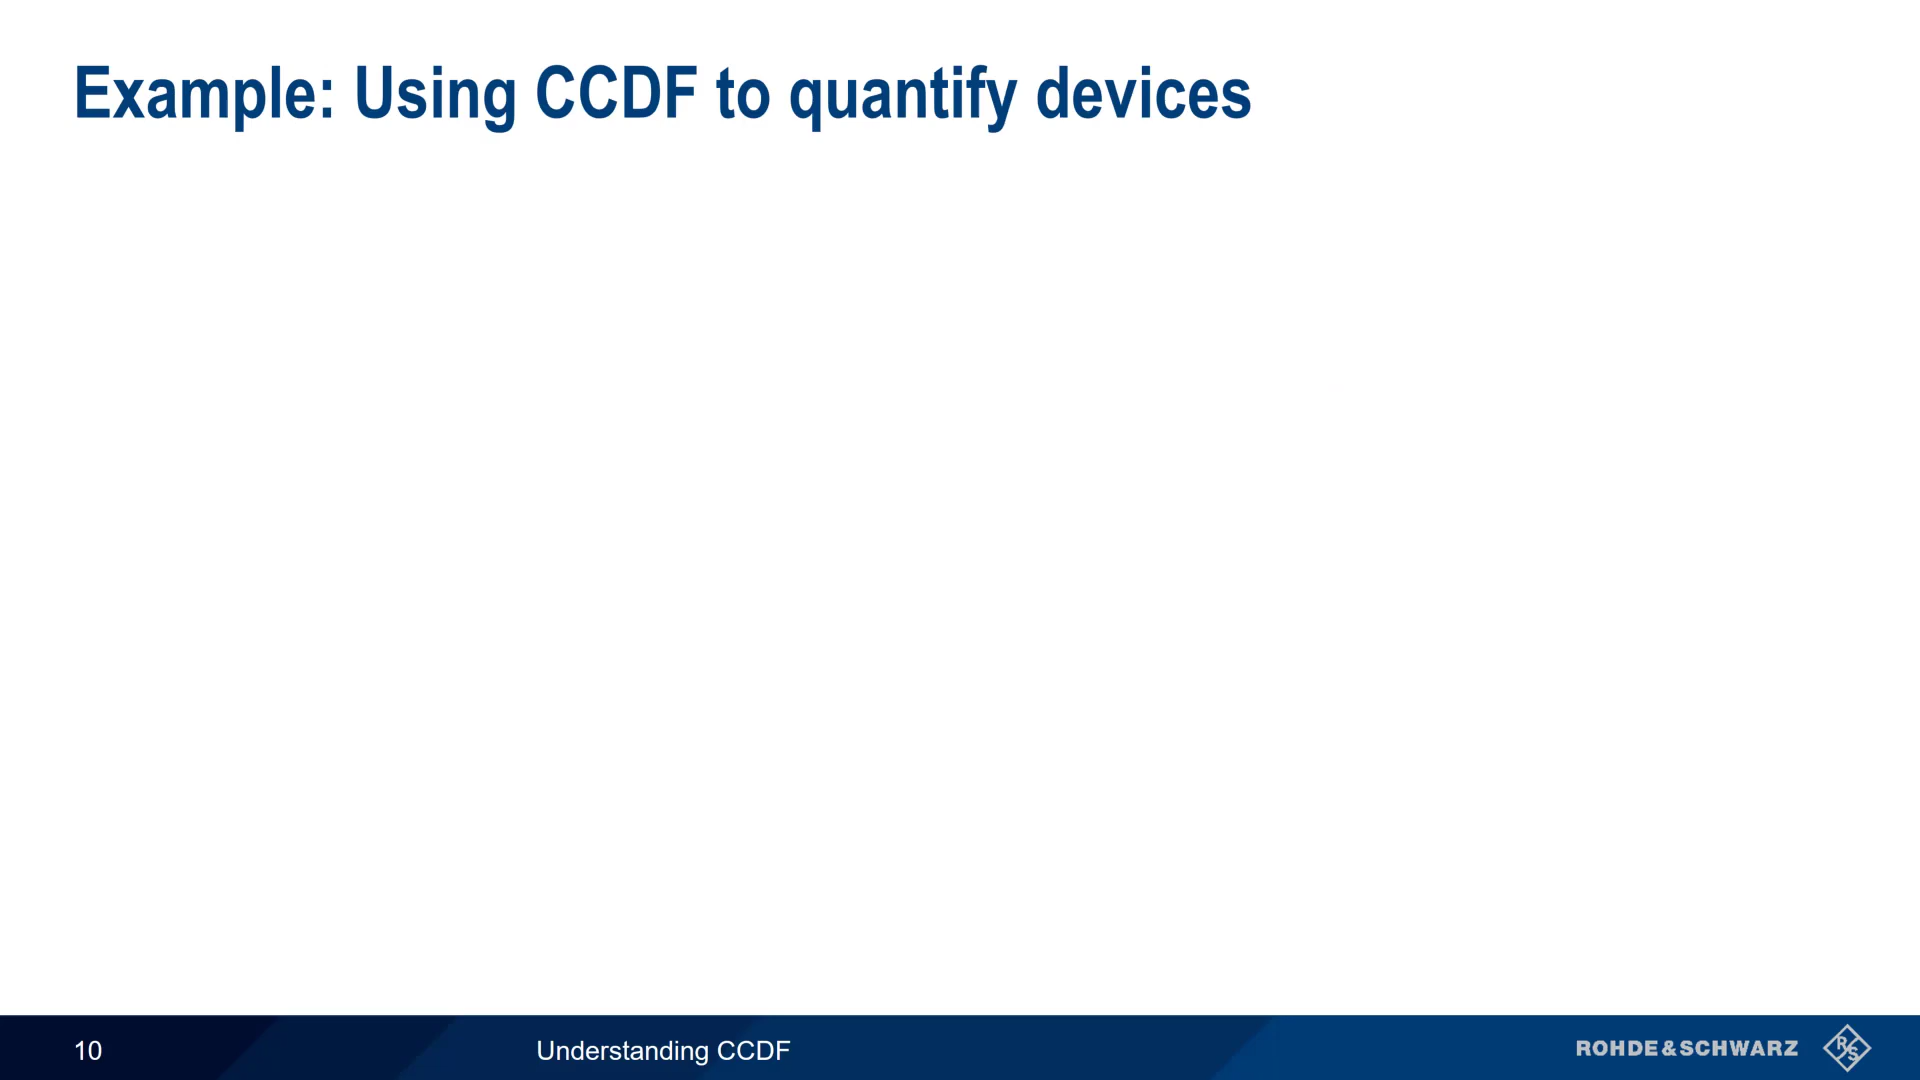 Example: Using CCDF to quantify devices
10
Understanding CCDF
ROHDE&SCHWARZ
R&S